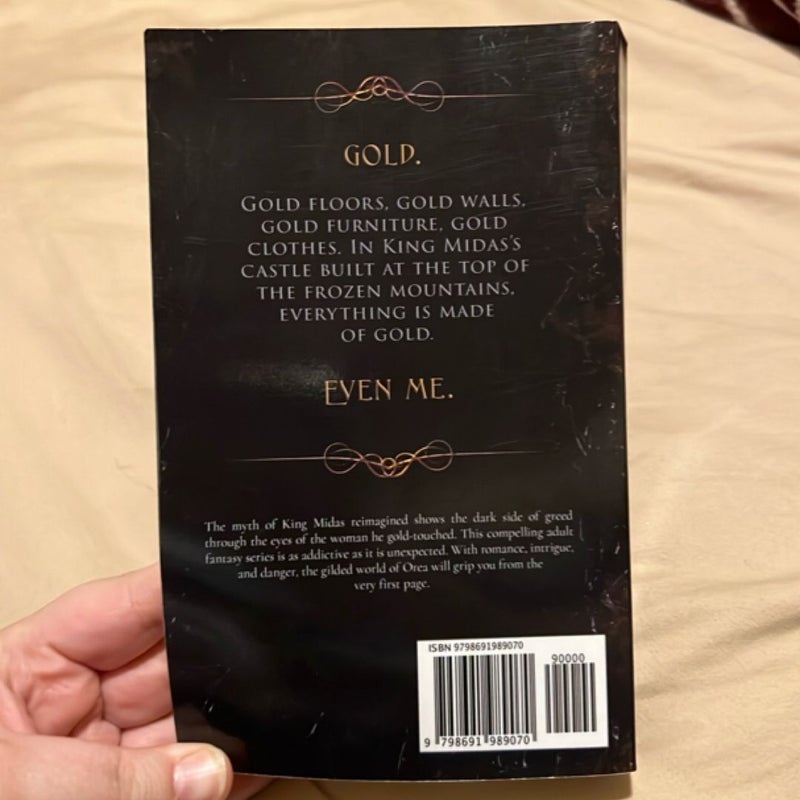 GOLD.
GOLD FLOORS, GOLD WALLS,
GOLD FURNITURE, GOLD
CLOTHES. IN KING MIDAS'S
CASTLE BUILT AT THE TOP OF
THE FROZEN MOUNTAINS,
EVERYTHING IS MADE
OF GOLD.
EVEN ME.
The myth of King Midas reimagined shows the dark side of greed
through the eyes of the woman he gold-touched. This compelling adult
fantasy series is as addictive as it is unexpected. With romance, intrigue,
and danger, the gilded world of Orea will grip you from the
very first page.
ISBN 9798691989070
90000
9 798691 989070